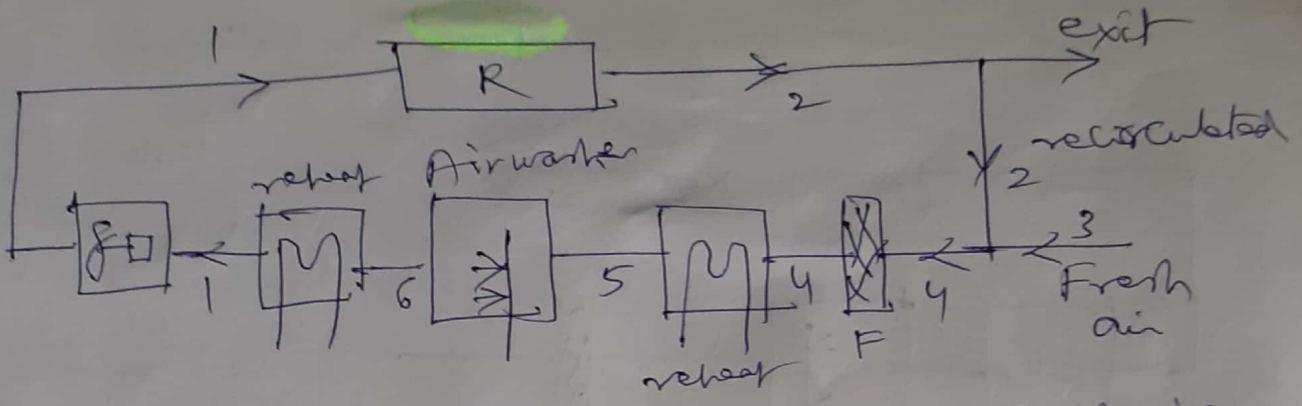 exit
1
R
2
recirculated
2
reheat
Airwasher
3
1
6
5
4
4
Fresh
air
F
reheat